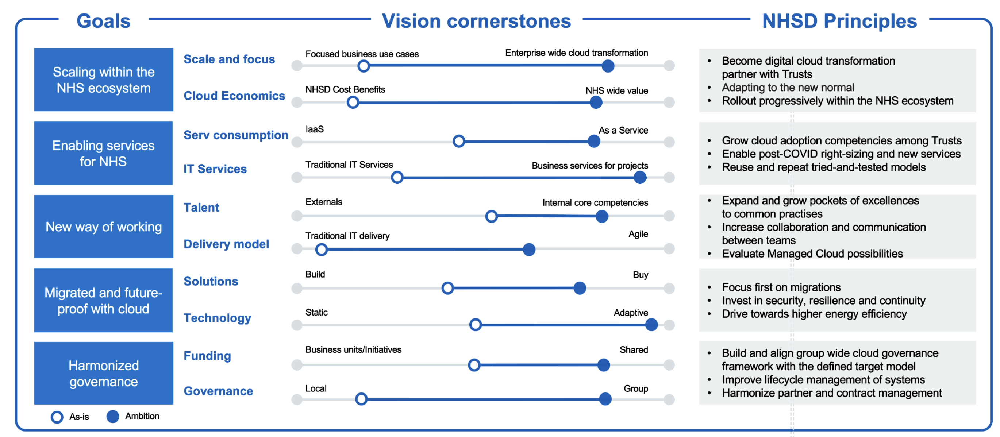 Goals
Vision cornerstones
NHSD Principles
Scaling within the
NHS ecosystem
Scale and focus
Focused business use cases
Enterprise wide cloud transformation
Cloud Economics
NHSD Cost Benefits
NHS wide value
• Become digital cloud transformation
partner with Trusts
• Adapting to the new normal
• Rollout progressively within the NHS ecosystem
Enabling services
for NHS
Serv consumption
IaaS
As a Service
IT Services
Traditional IT Services
Business services for projects
• Grow cloud adoption competencies among Trusts
• Enable post-COVID right-sizing and new services
• Reuse and repeat tried-and-tested models
New way of working
Talent
Externals
Internal core competencies
Delivery model
Traditional IT delivery
Agile
• Expand and grow pockets of excellences
to common practises
• Increase collaboration and communication
between teams
• Evaluate Managed Cloud possibilities
Migrated and future-
proof with cloud
Solutions
Build
Buy
Technology
Static
Adaptive
• Focus first on migrations
• Invest in security, resilience and continuity
• Drive towards higher energy efficiency
Harmonized
governance
Funding
Business units/Initiatives
Shared
Governance
Local
Group
• Build and align group wide cloud governance
framework with the defined target model
• Improve lifecycle management of systems
• Harmonize partner and contract management
As-is
Ambition